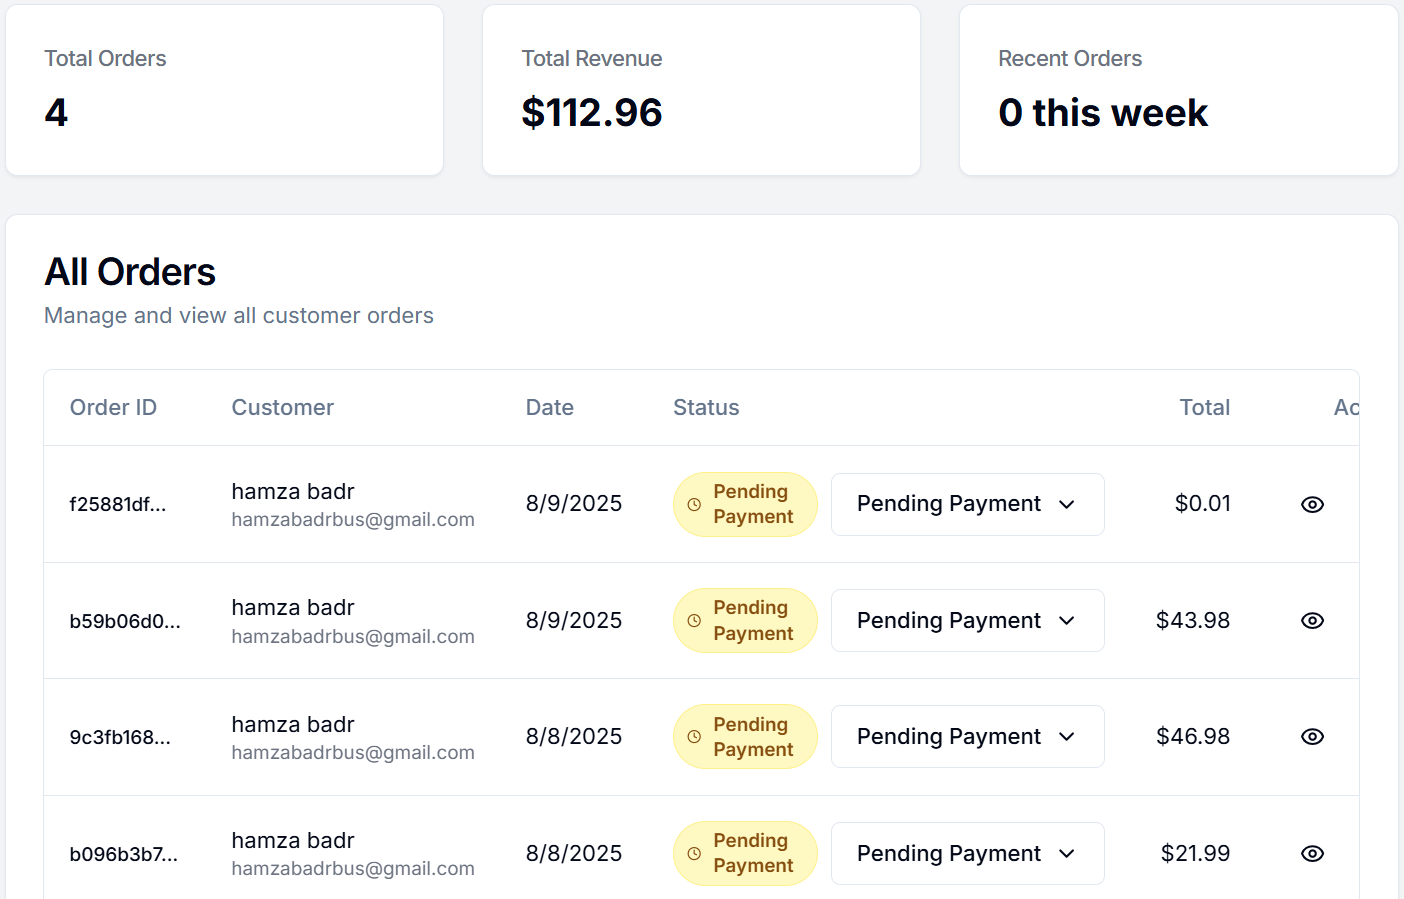 Total Orders
4
Total Revenue
$112.96
Recent Orders
0 this week
All Orders
Manage and view all customer orders
Order ID Customer Date Status Total Ac
f25881df... hamza badr hamzabadrbus@gmail.com 8/9/2025 Pending Payment Pending Payment $0.01
b59b06d0... hamza badr hamzabadrbus@gmail.com 8/9/2025 Pending Payment Pending Payment $43.98
9c3fb168... hamza badr hamzabadrbus@gmail.com 8/8/2025 Pending Payment Pending Payment $46.98
b096b3b7... hamza badr hamzabadrbus@gmail.com 8/8/2025 Pending Payment Pending Payment $21.99